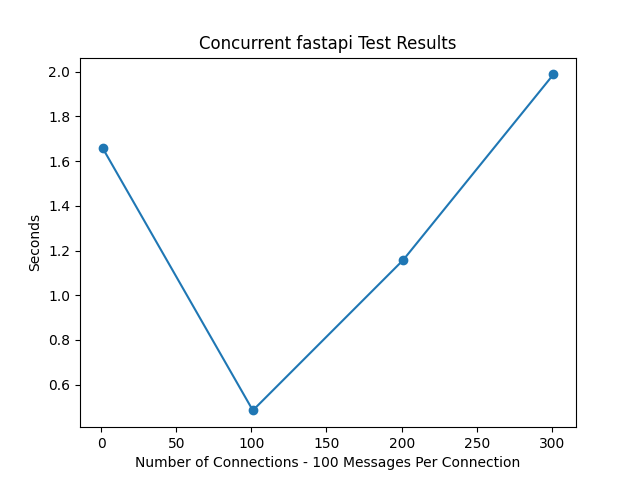 Concurrent fastapi Test Results
2.0
1.8
1.6
1.4
1.2
1.0
0.8
0.6
Seconds
0 50 100 150 200 250 300
Number of Connections - 100 Messages Per Connection